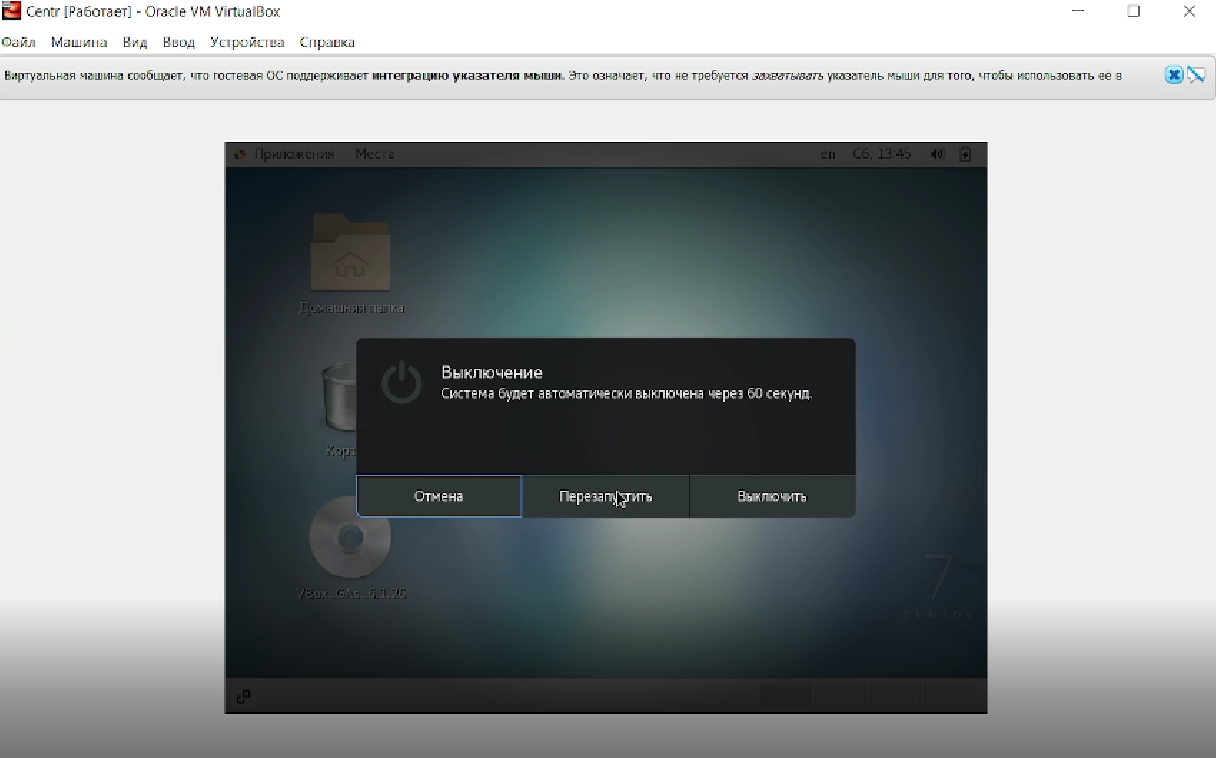 Centr [Работает] - Oracle VM VirtualBox
Файл Машина Вид Ввод Устройства Справка
Виртуальная машина сообщает, что гостевая ОС поддерживает интеграцию указателя мыши. Это означает, что не требуется захватывать указатель мыши для того, чтобы использовать её в
Приложения Места en Сб, 13:45
Домашняя папка
Выключение
Система будет автоматически выключена через 60 секунд.
Отмена Перезапустить Выключить
VBox_GAs_6.1.26
7
CENTOS